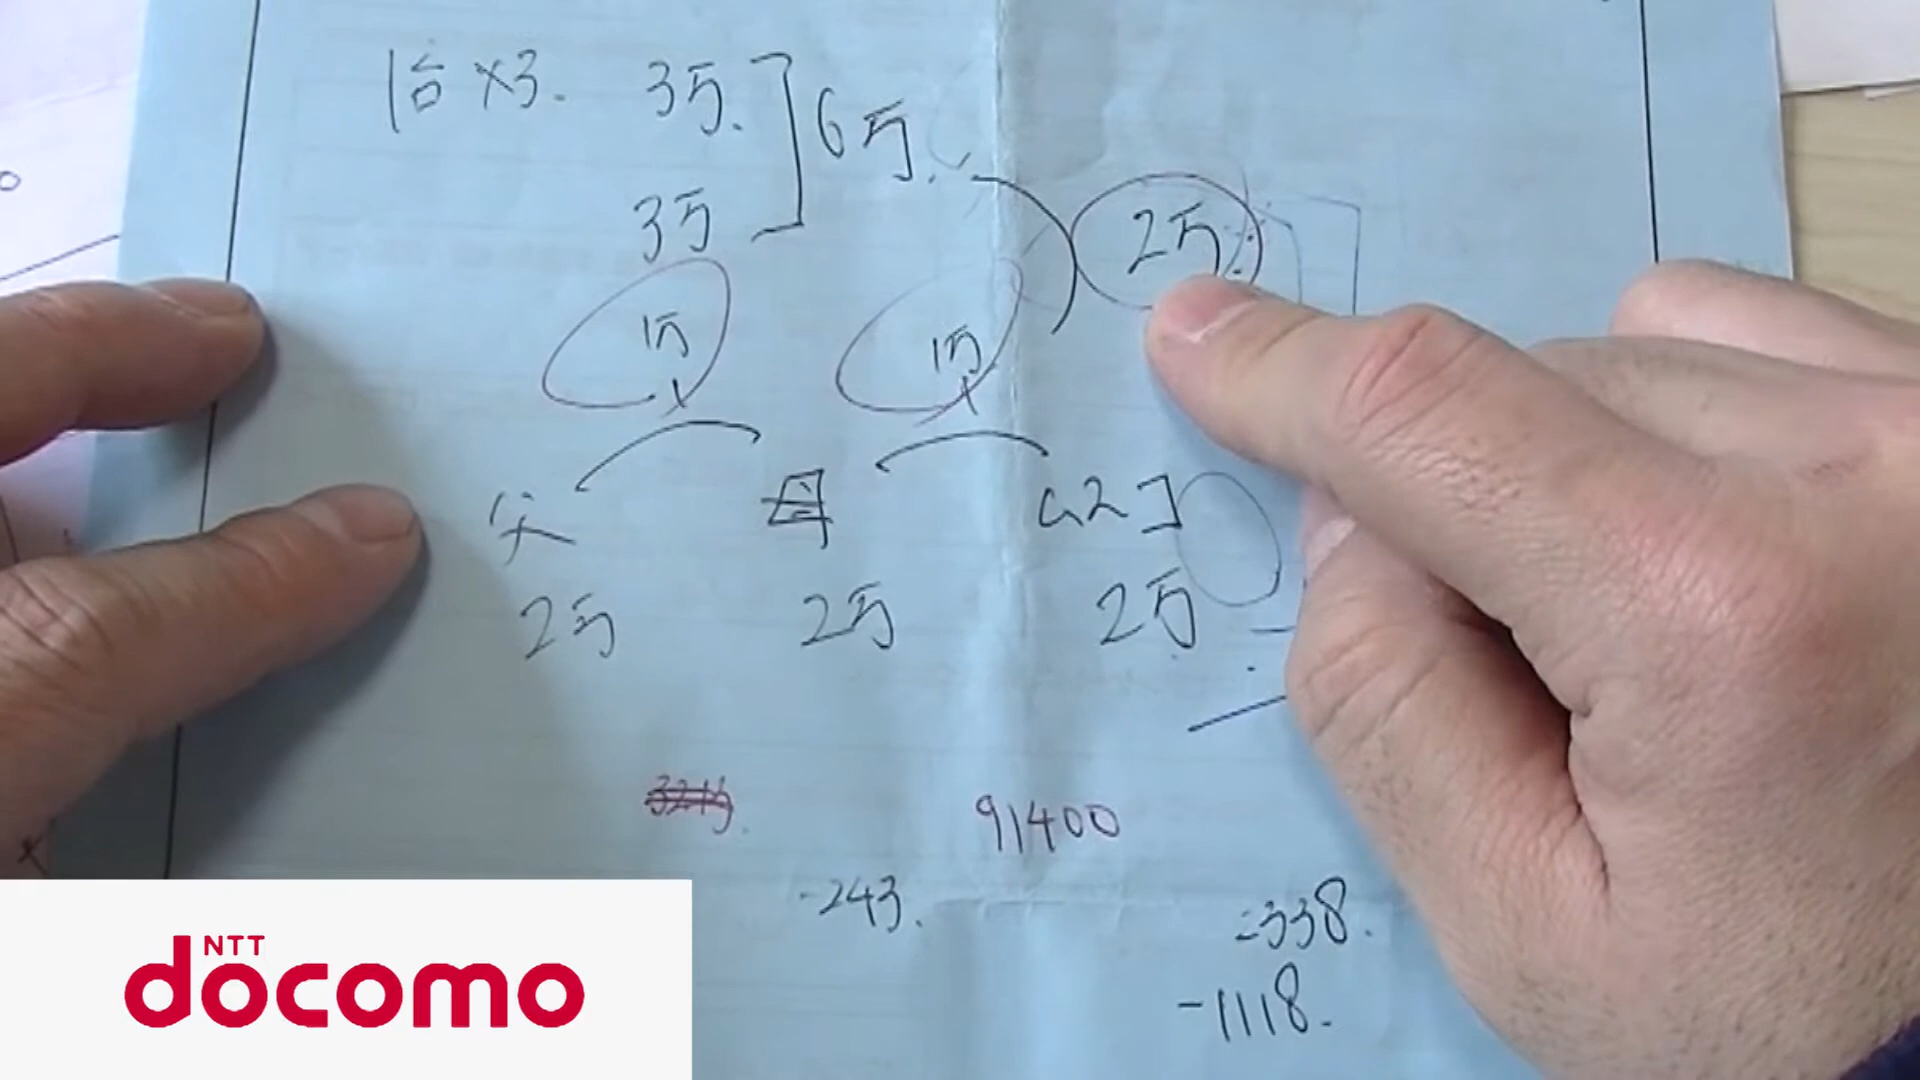 1台×3. 3万.
6万.
3万
2万.
1万 1万
父 母 G2
2万 2万 2万
91400
-243.
=338.
-1118.
NTT
docomo